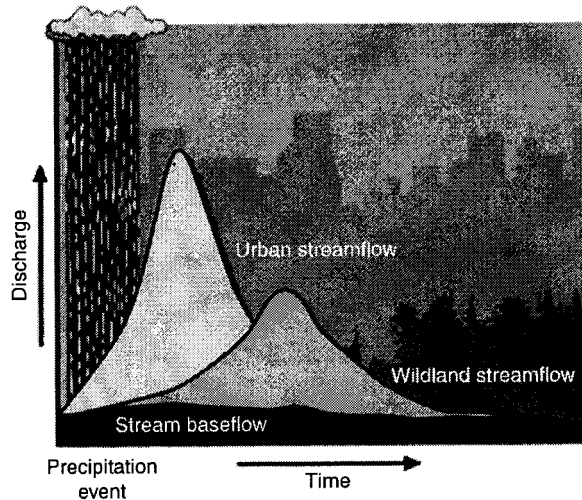 Discharge
Urban streamflow
Wildland streamflow
Stream baseflow
Precipitation
event
Time